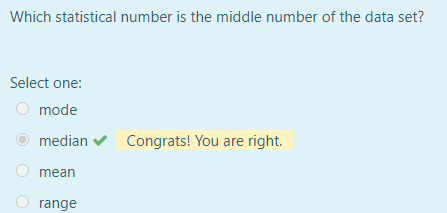 Which statistical number is the middle number of the data set?
Select one:
mode
median Congrats! You are right.
mean
range